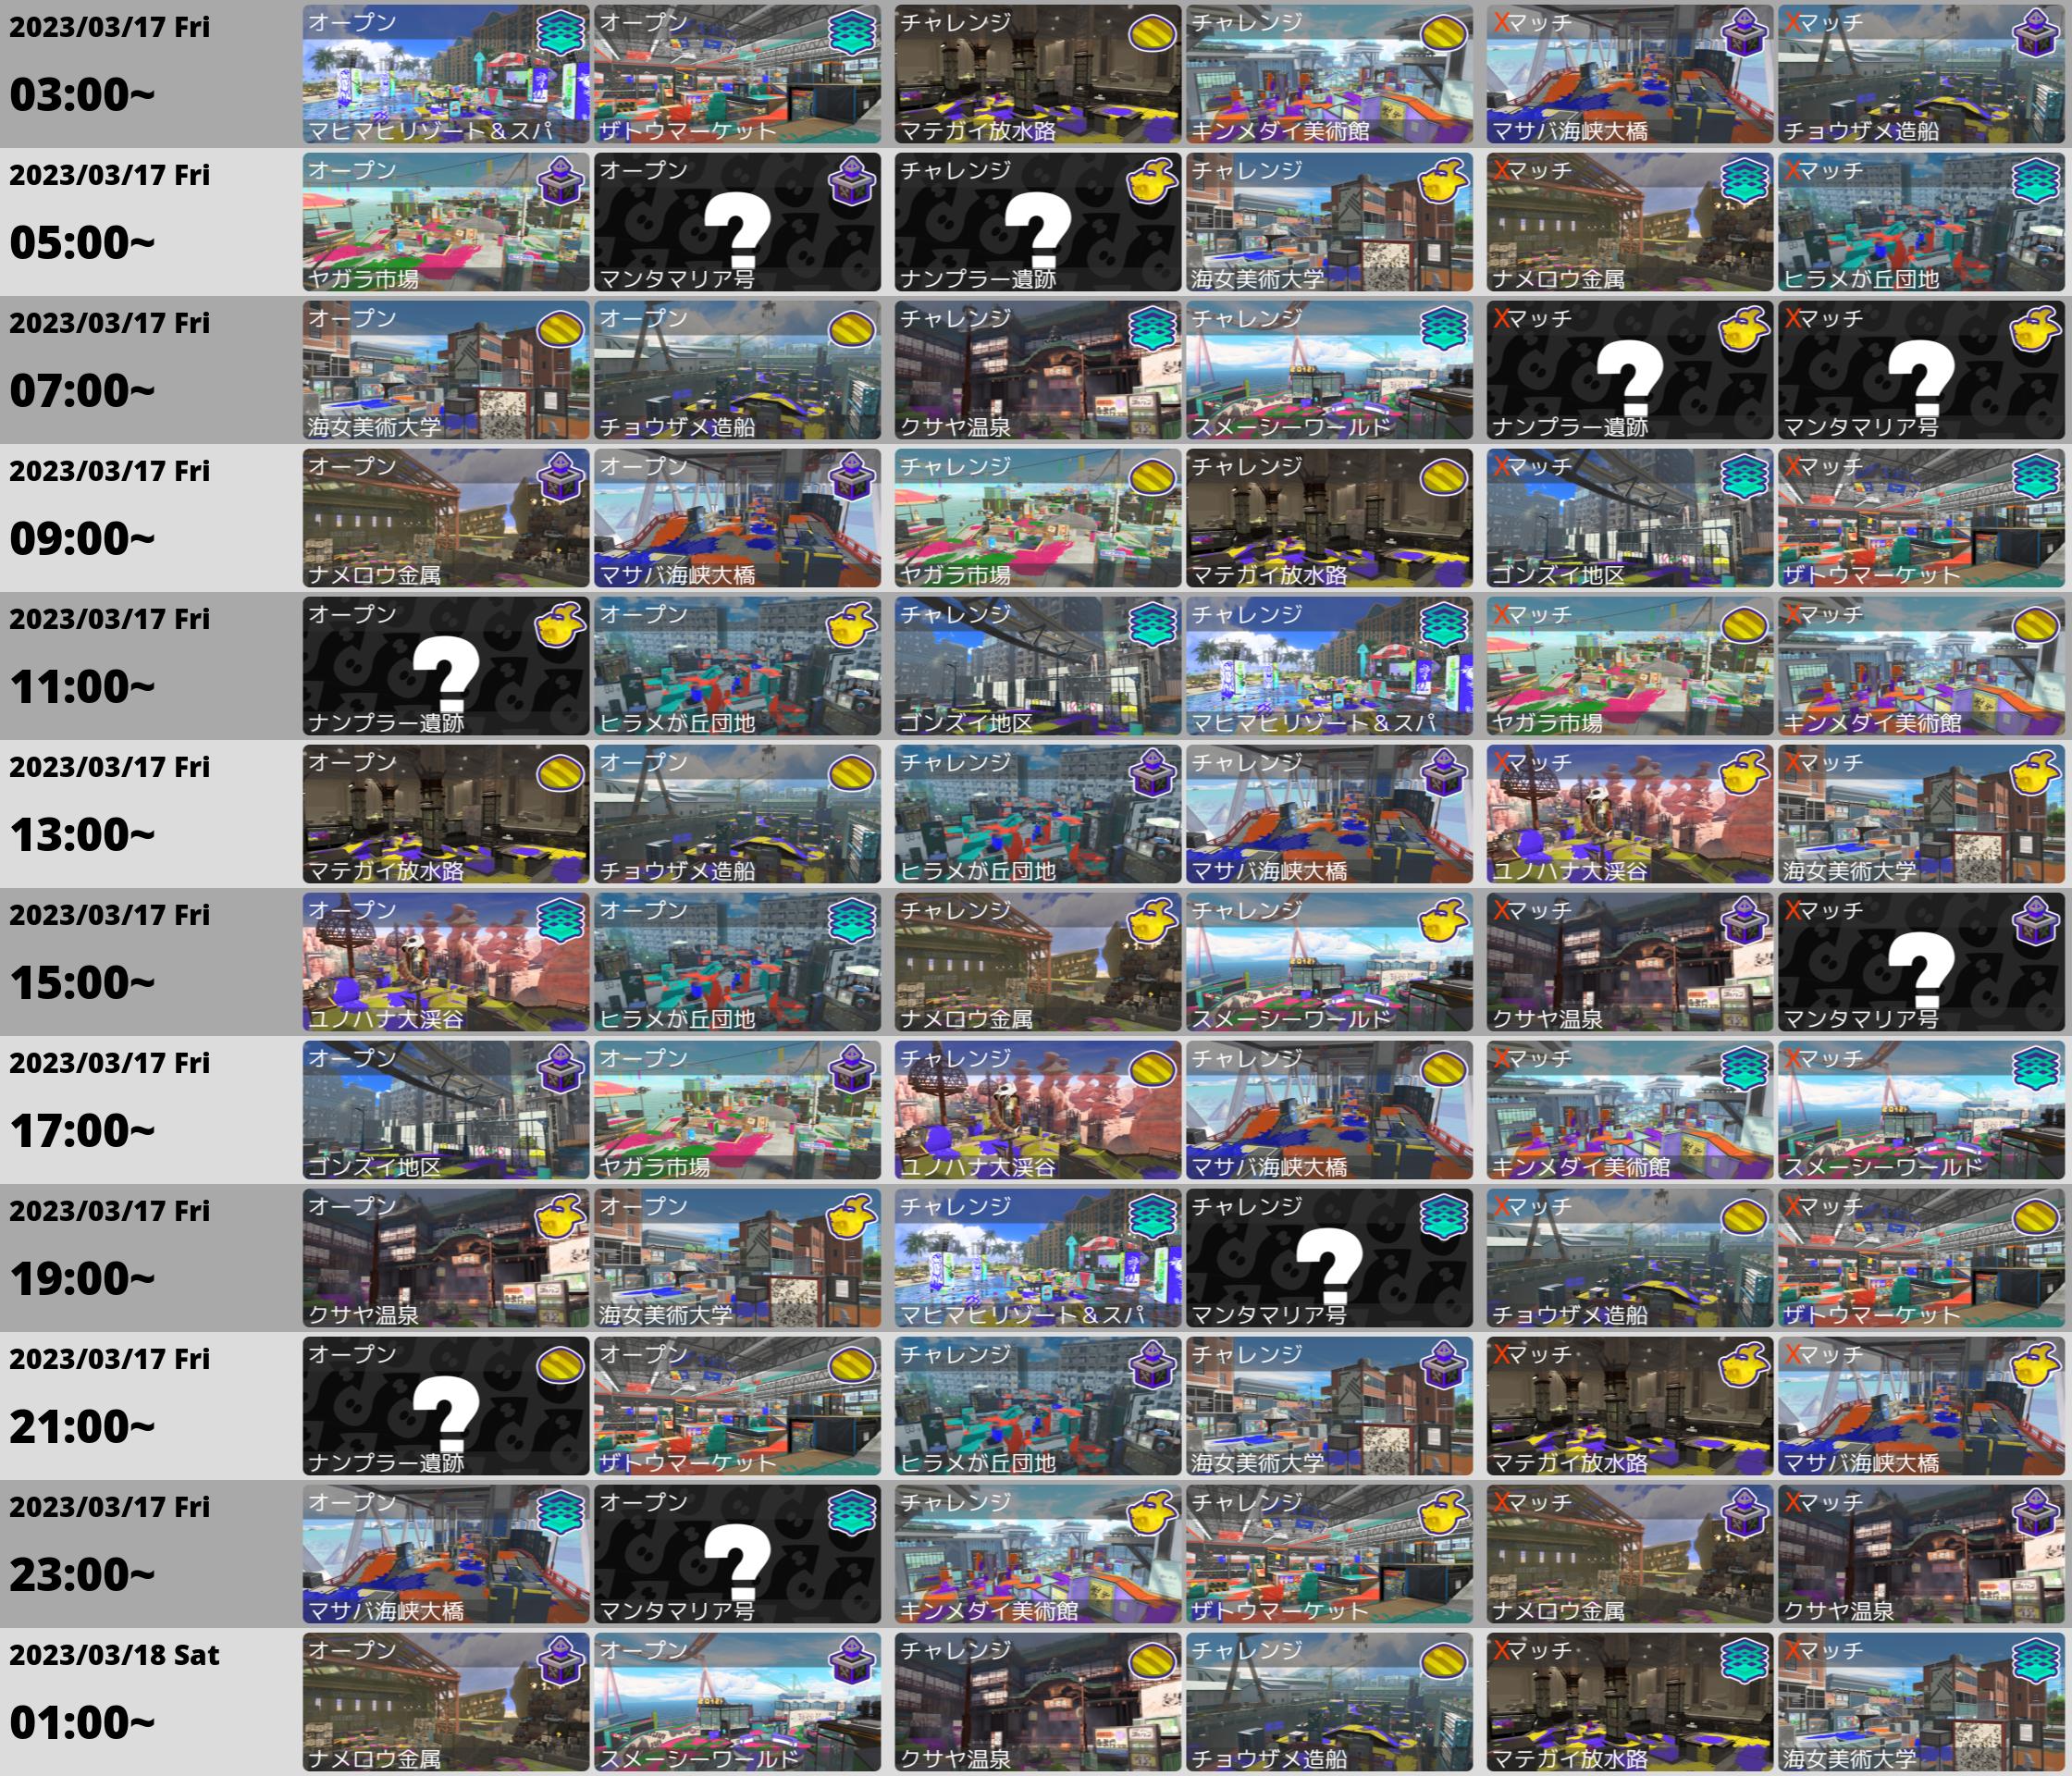 2023/03/17 Fri
03:00~
オープン
マヒマヒリゾート＆スパ
オープン
ザトウマーケット
チャレンジ
マテガイ放水路
チャレンジ
キンメダイ美術館
Xマッチ
マサバ海峡大橋
Xマッチ
チョウザメ造船
2023/03/17 Fri
05:00~
オープン
ヤガラ市場
オープン
?
マンタマリア号
チャレンジ
?
ナンプラー遺跡
チャレンジ
海女美術大学
Xマッチ
ナメロウ金属
Xマッチ
ヒラメが丘団地
2023/03/17 Fri
07:00~
オープン
海女美術大学
オープン
チョウザメ造船
チャレンジ
クサヤ温泉
チャレンジ
スメーシーワールド
Xマッチ
?
ナンプラー遺跡
Xマッチ
?
マンタマリア号
2023/03/17 Fri
09:00~
オープン
ナメロウ金属
オープン
マサバ海峡大橋
チャレンジ
ヤガラ市場
チャレンジ
マテガイ放水路
Xマッチ
ゴンズイ地区
Xマッチ
ザトウマーケット
2023/03/17 Fri
11:00~
オープン
?
ナンプラー遺跡
オープン
ヒラメが丘団地
チャレンジ
ゴンズイ地区
チャレンジ
マヒマヒリゾート＆スパ
Xマッチ
ヤガラ市場
Xマッチ
キンメダイ美術館
2023/03/17 Fri
13:00~
オープン
マテガイ放水路
オープン
チョウザメ造船
チャレンジ
ヒラメが丘団地
チャレンジ
マサバ海峡大橋
Xマッチ
ユノハナ大渓谷
Xマッチ
海女美術大学
2023/03/17 Fri
15:00~
オープン
ユノハナ大渓谷
オープン
ヒラメが丘団地
チャレンジ
ナメロウ金属
チャレンジ
スメーシーワールド
Xマッチ
クサヤ温泉
Xマッチ
?
マンタマリア号
2023/03/17 Fri
17:00~
オープン
ゴンズイ地区
オープン
ヤガラ市場
チャレンジ
ユノハナ大渓谷
チャレンジ
マサバ海峡大橋
Xマッチ
キンメダイ美術館
Xマッチ
スメーシーワールド
2023/03/17 Fri
19:00~
オープン
クサヤ温泉
オープン
海女美術大学
チャレンジ
マヒマヒリゾート＆スパ
チャレンジ
?
マンタマリア号
Xマッチ
チョウザメ造船
Xマッチ
ザトウマーケット
2023/03/17 Fri
21:00~
オープン
?
ナンプラー遺跡
オープン
ザトウマーケット
チャレンジ
ヒラメが丘団地
チャレンジ
海女美術大学
Xマッチ
マテガイ放水路
Xマッチ
マサバ海峡大橋
2023/03/17 Fri
23:00~
オープン
マサバ海峡大橋
オープン
?
マンタマリア号
チャレンジ
キンメダイ美術館
チャレンジ
ザトウマーケット
Xマッチ
ナメロウ金属
Xマッチ
クサヤ温泉
2023/03/18 Sat
01:00~
オープン
ナメロウ金属
オープン
スメーシーワールド
チャレンジ
クサヤ温泉
チャレンジ
チョウザメ造船
Xマッチ
マテガイ放水路
Xマッチ
海女美術大学